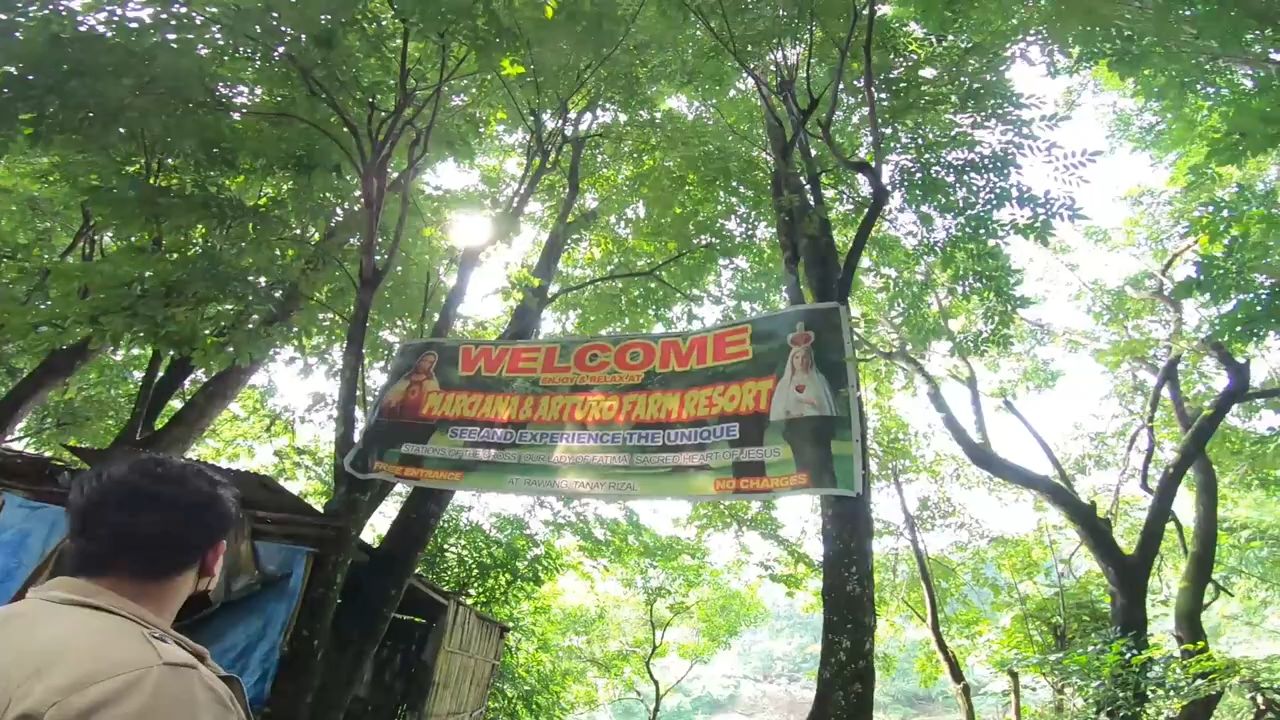 WELCOME
ENJOY & RELAX AT
MARCIANA & ARTURO FARM RESORT
SEE AND EXPERIENCE THE UNIQUE
STATIONS OF THE CROSS OUR LADY OF FATIMA, SACRED HEART OF JESUS
FREE ENTRANCE
AT RAWANG, TANAY RIZAL
NO CHARGES